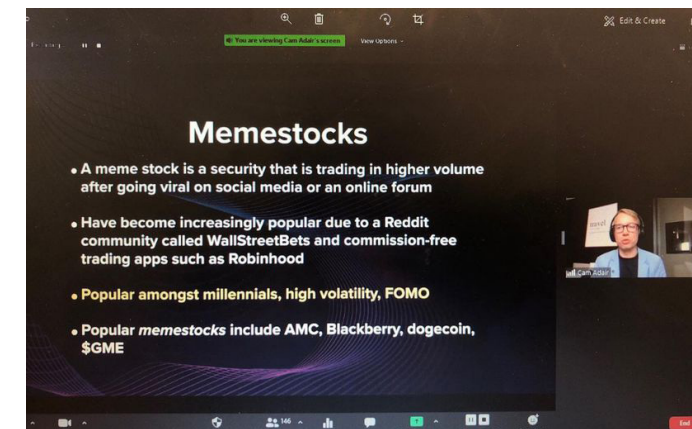 Edit & Create
You are viewing Cam Adair's screen
View Options
Memestocks
• A meme stock is a security that is trading in higher volume
after going viral on social media or an online forum
• Have become increasingly popular due to a Reddit
community called WallStreetBets and commission-free
trading apps such as Robinhood
• Popular amongst millennials, high volatility, FOMO
• Popular memestocks include AMC, Blackberry, dogecoin,
$GME
Cam Adair
146
End